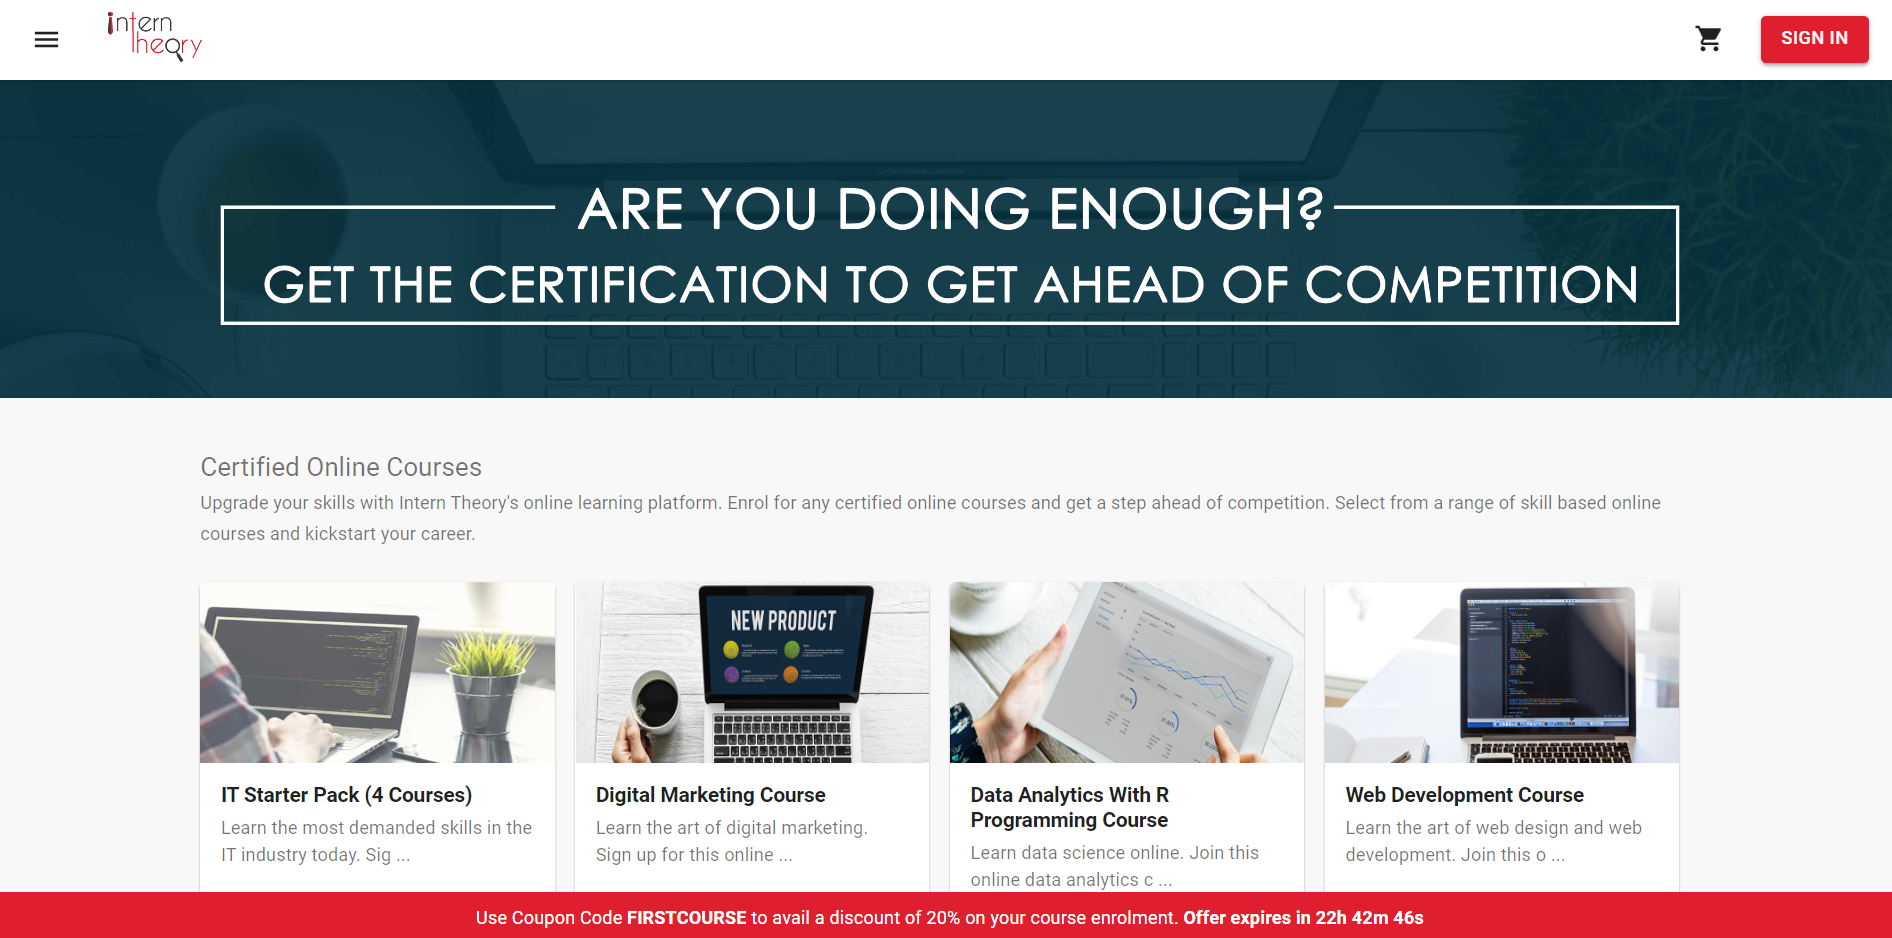 intern
Theory
SIGN IN
ARE YOU DOING ENOUGH?
GET THE CERTIFICATION TO GET AHEAD OF COMPETITION
Certified Online Courses
Upgrade your skills with Intern Theory's online learning platform. Enrol for any certified online courses and get a step ahead of competition. Select from a range of skill based online
courses and kickstart your career.
NEW PRODUCT
IT Starter Pack (4 Courses)
Learn the most demanded skills in the
IT industry today. Sig ...
Digital Marketing Course
Learn the art of digital marketing.
Sign up for this online ...
Data Analytics With R
Programming Course
Learn data science online. Join this
online data analytics c ...
Web Development Course
Learn the art of web design and web
development. Join this o ...
Use Coupon Code FIRSTCOURSE to avail a discount of 20% on your course enrolment. Offer expires in 22h 42m 46s